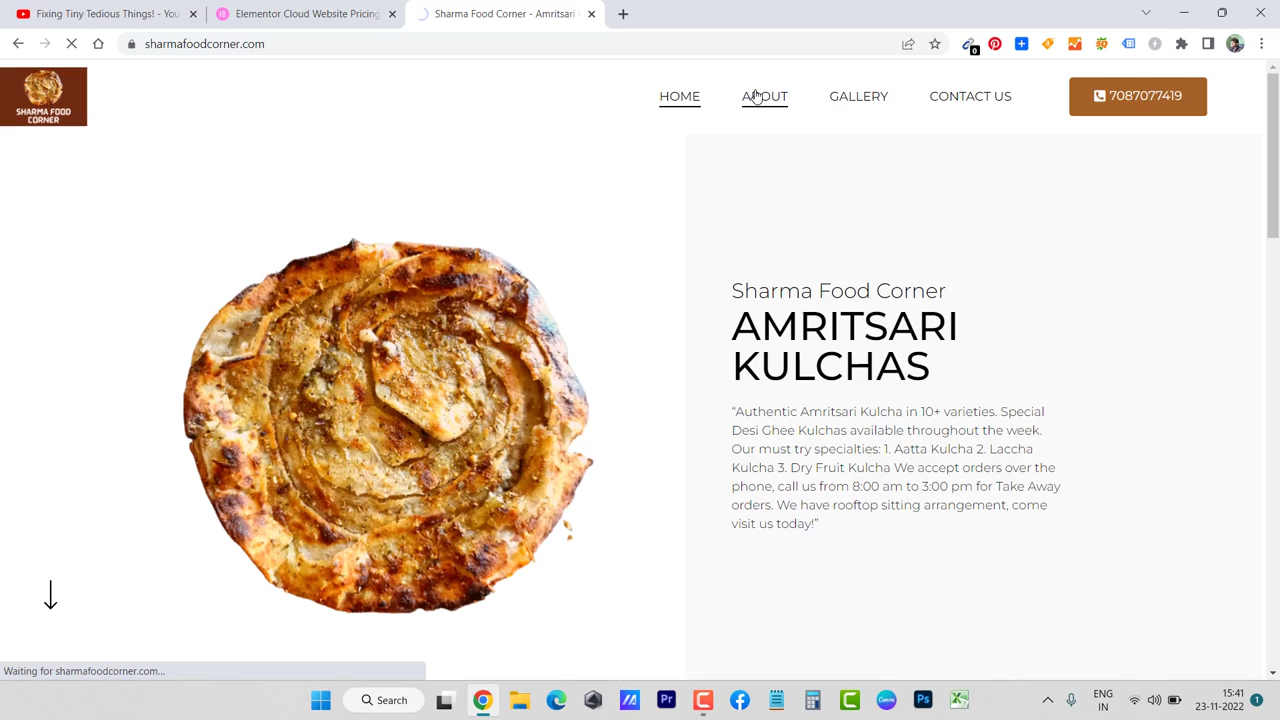 Fixing Tiny Tedious Things! - You
Elementor Cloud Website Pricing
Sharma Food Corner - Amritsari
sharmafoodcorner.com
0
SHARMA FOOD
CORNER
HOME
ABOUT
GALLERY
CONTACT US
7087077419
Sharma Food Corner
AMRITSARI
KULCHAS
“Authentic Amritsari Kulcha in 10+ varieties. Special
Desi Ghee Kulchas available throughout the week.
Our must try specialties: 1. Aatta Kulcha 2. Laccha
Kulcha 3. Dry Fruit Kulcha We accept orders over the
phone, call us from 8:00 am to 3:00 pm for Take Away
orders. We have rooftop sitting arrangement, come
visit us today!”
Waiting for sharmafoodcorner.com...
Search
ENG
IN
15:41
23-11-2022
1